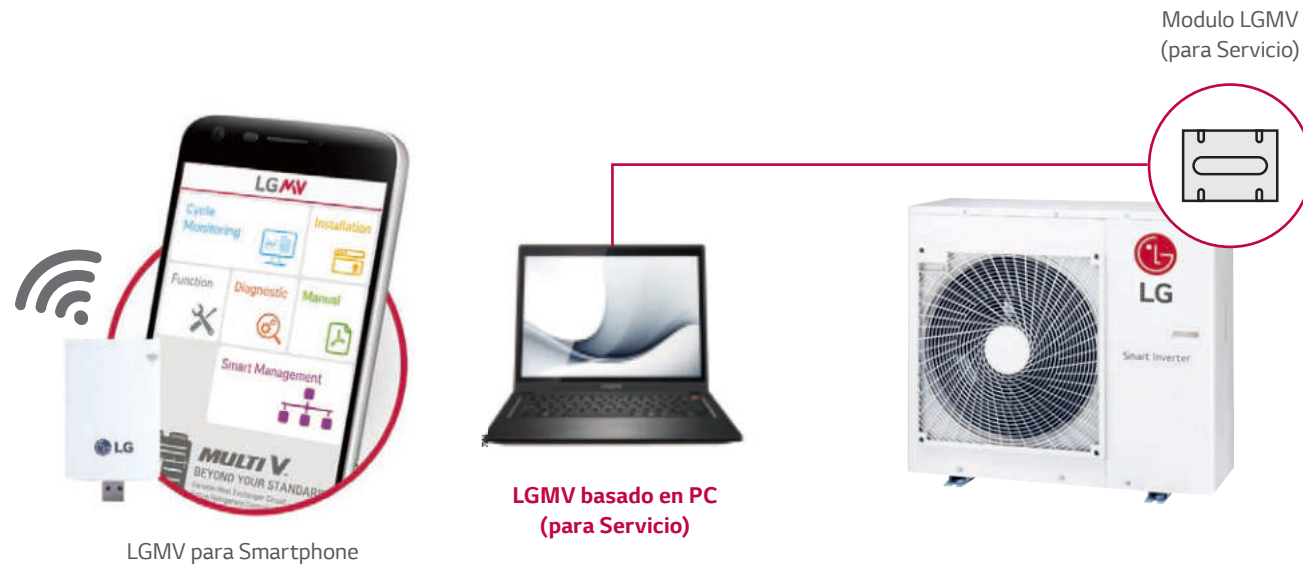 Modulo LGMV
(para Servicio)
LGMV
Cycle
Monitoring
Installation
Function
Diagnostic
Manual
Smart Management
LG
MULTI V
BEYOND YOUR STANDARD
LG
Smart Inverter
LGMV basado en PC
(para Servicio)
LGMV para Smartphone